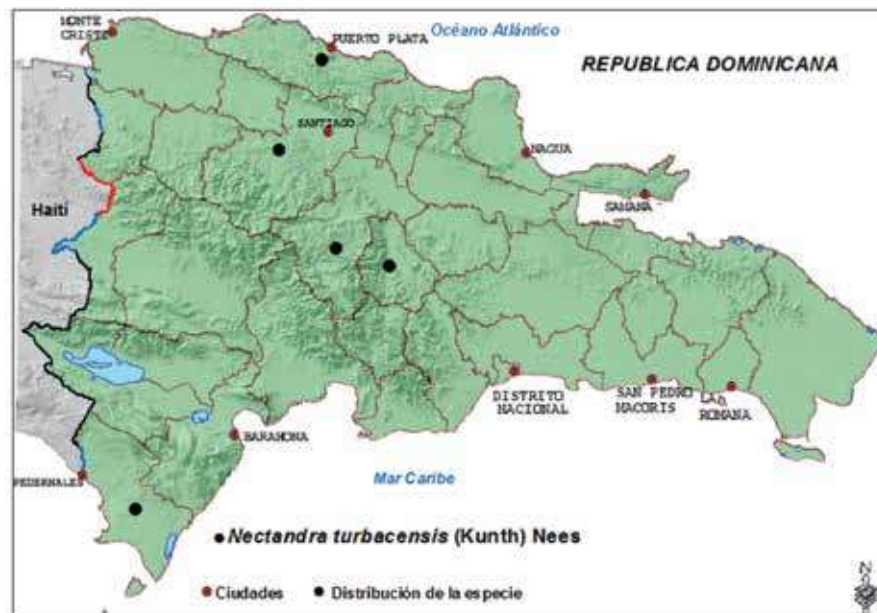 MONTE
CRISTI
PUERTO PLATA
Océano Atlántico
REPUBLICA DOMINICANA
SANTIAGO
NAGUA
Haití
SAMANA
DISTRITO
NACIONAL
SAN PEDRO
MACORIS
LA
ROMANA
BARAHONA
PEDERNALES
Mar Caribe
Nectandra turbacensis (Kunth) Nees
Ciudades
Distribución de la especie
N